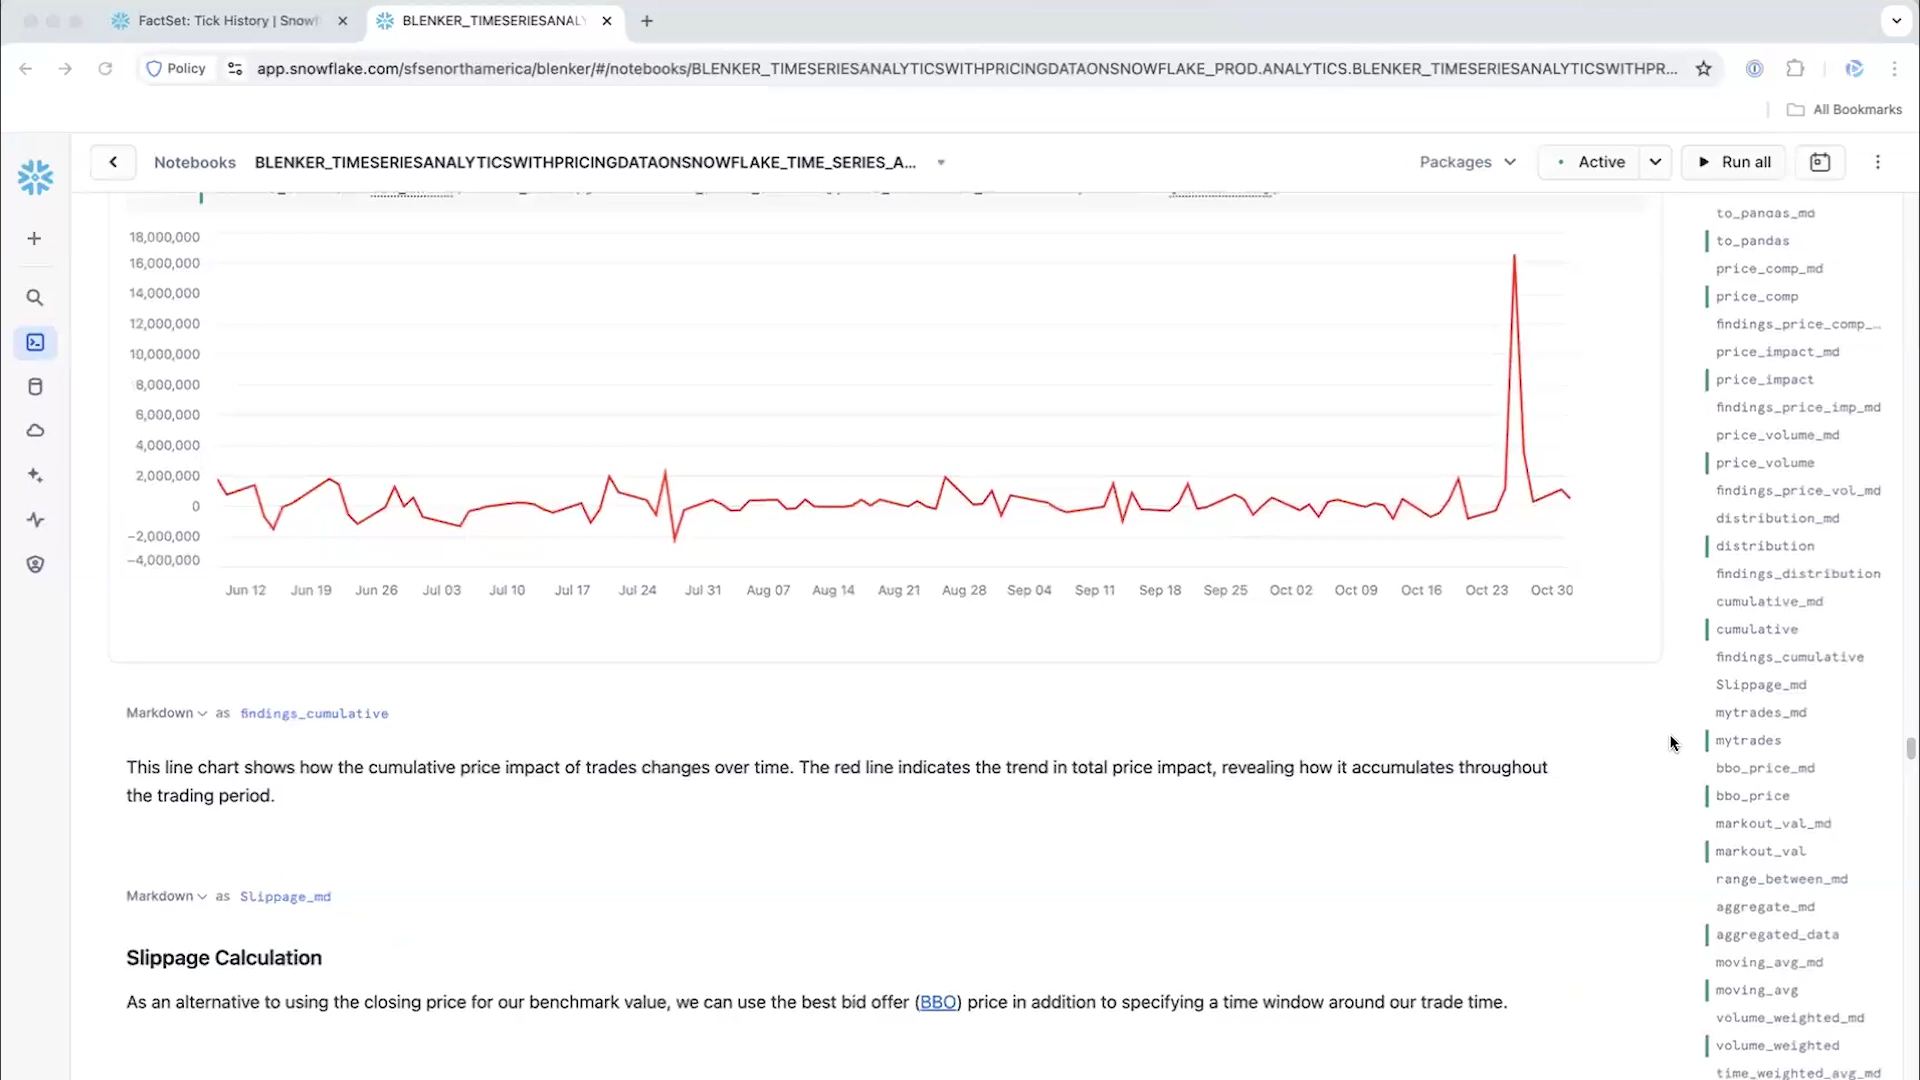 FactSet: Tick History | Snowf
BLENKER_TIMESERIESANALY
Policy
app.snowflake.com/sfsenorthamerica/blenker/#/notebooks/BLENKER_TIMESERIESANALYTICSWITHPRICINGDATAONSNOWFLAKE_PROD.ANALYTICS.BLENKER_TIMESERIESANALYTICSWITHPR...
All Bookmarks
Notebooks
BLENKER_TIMESERIESANALYTICSWITHPRICINGDATAONSNOWFLAKE_TIME_SERIES_A...
Packages
Active
Run all
18,000,000
16,000,000
14,000,000
12,000,000
10,000,000
8,000,000
6,000,000
4,000,000
2,000,000
0
−2,000,000
−4,000,000
Jun 12 Jun 19 Jun 26 Jul 03 Jul 10 Jul 17 Jul 24 Jul 31 Aug 07 Aug 14 Aug 21 Aug 28 Sep 04 Sep 11 Sep 18 Sep 25 Oct 02 Oct 09 Oct 16 Oct 23 Oct 30
Markdown as findings_cumulative
This line chart shows how the cumulative price impact of trades changes over time. The red line indicates the trend in total price impact, revealing how it accumulates throughout
the trading period.
Markdown as Slippage_md
Slippage Calculation
As an alternative to using the closing price for our benchmark value, we can use the best bid offer (BBO) price in addition to specifying a time window around our trade time.
to_pandas_md
to_pandas
price_comp_md
price_comp
findings_price_comp_...
price_impact_md
price_impact
findings_price_imp_md
price_volume_md
price_volume
findings_price_vol_md
distribution_md
distribution
findings_distribution
cumulative_md
cumulative
findings_cumulative
Slippage_md
mytrades_md
mytrades
bbo_price_md
bbo_price
markout_val_md
markout_val
range_between_md
aggregate_md
aggregated_data
moving_avg_md
moving_avg
volume_weighted_md
volume_weighted
time_weighted_avg_md